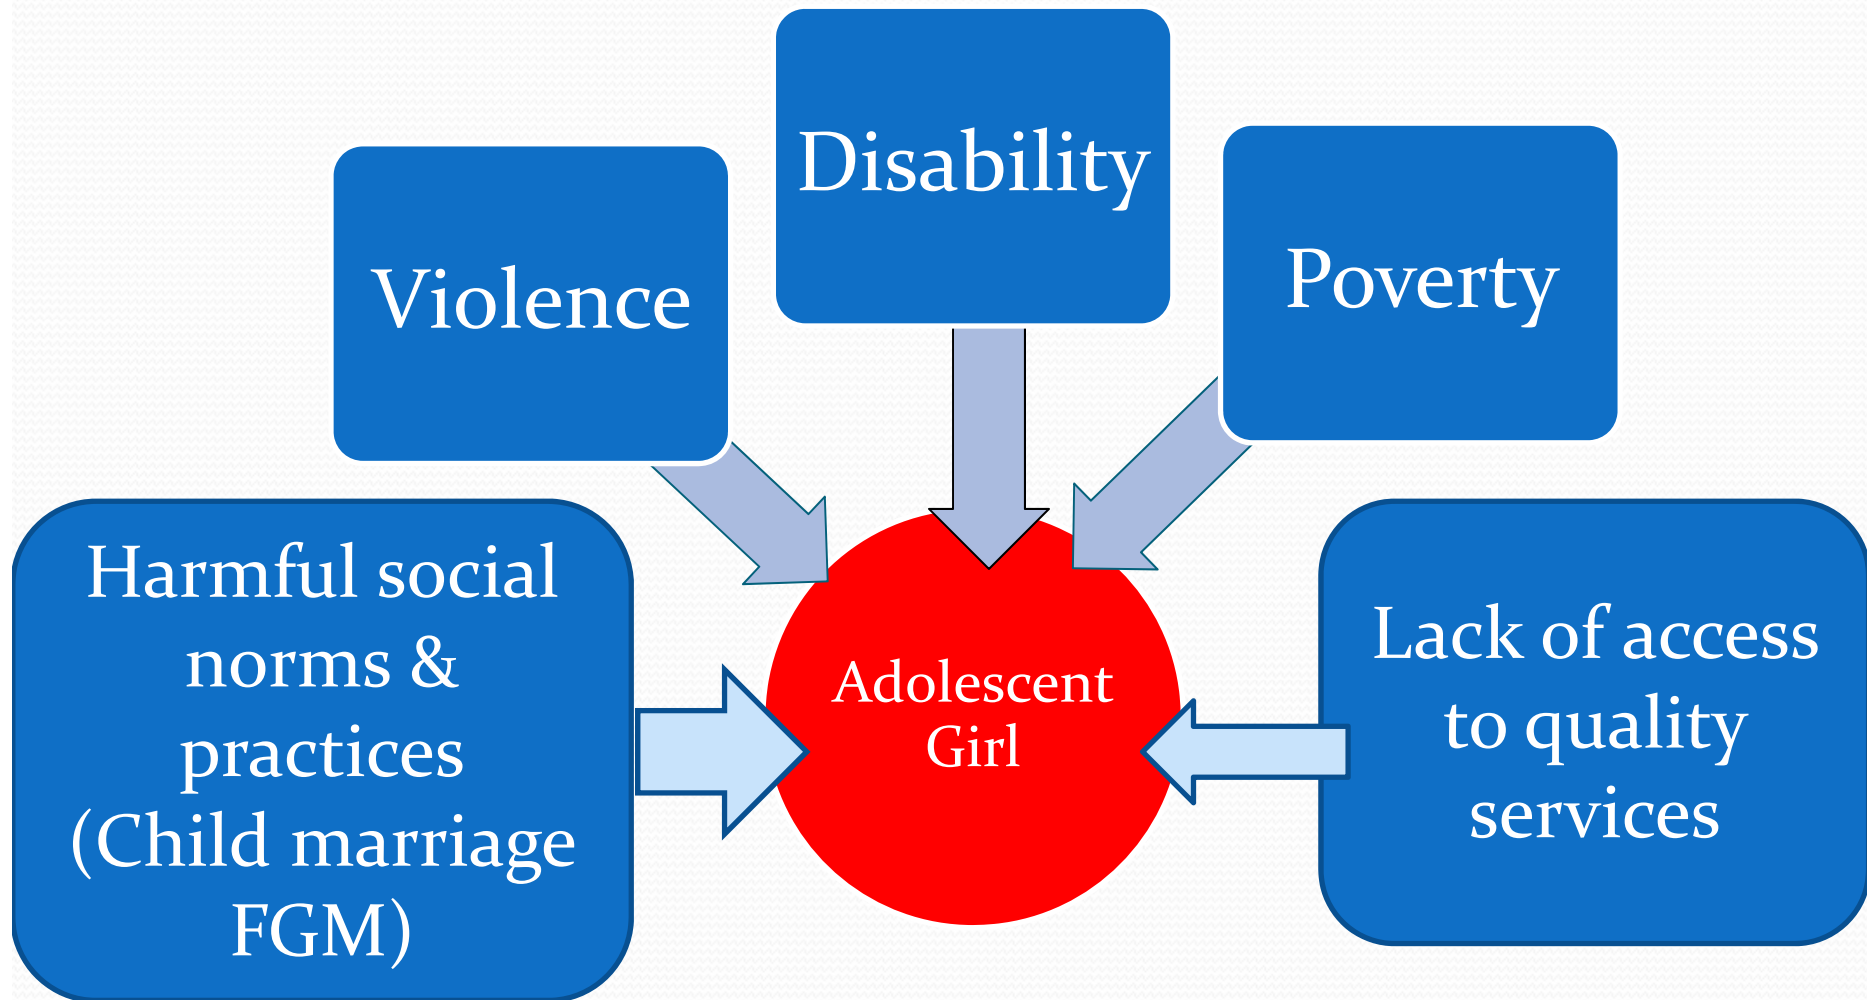 Disability
Violence
Poverty
Harmful social
norms &
practices
(Child marriage
FGM)
Adolescent
Girl
Lack of access
to quality
services